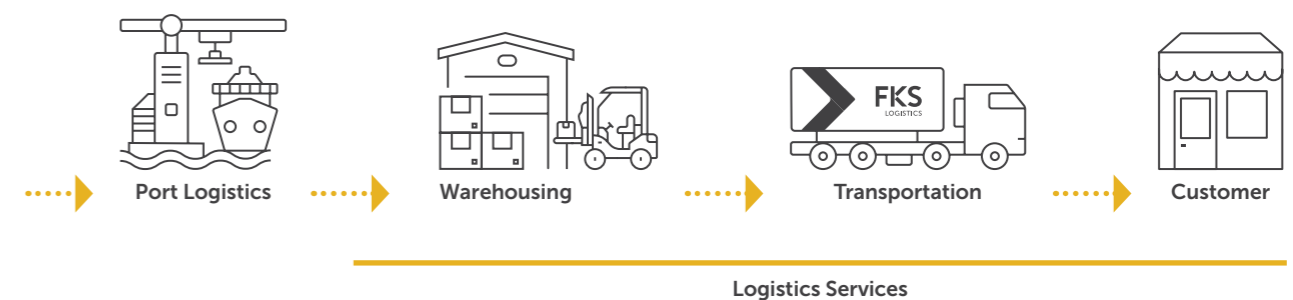 FKS
LOGISTICS
Port Logistics
Warehousing
Transportation
Customer
Logistics Services